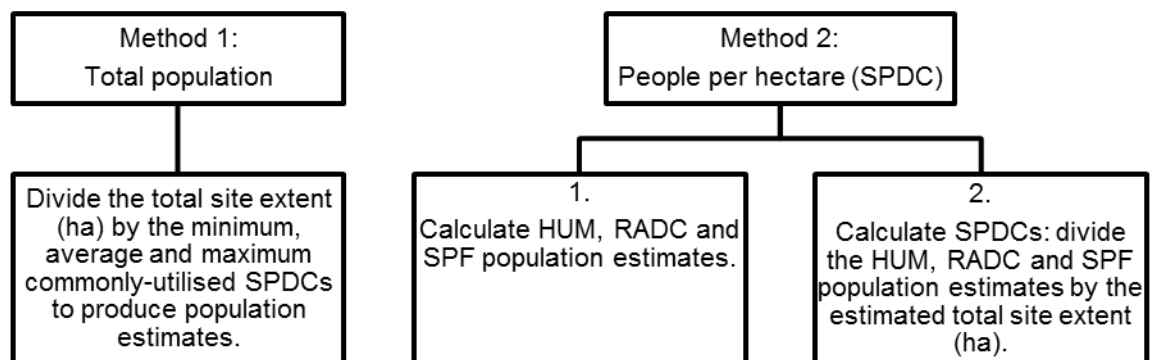 Method 1:
Total population
Divide the total site extent
(ha) by the minimum,
average and maximum
commonly-utilised SPDCs
to produce population
estimates.
Method 2:
People per hectare (SPDC)
1.
Calculate HUM, RADC and
SPF population estimates.
2.
Calculate SPDCs: divide
the HUM, RADC and SPF
population estimates by the
estimated total site extent
(ha).